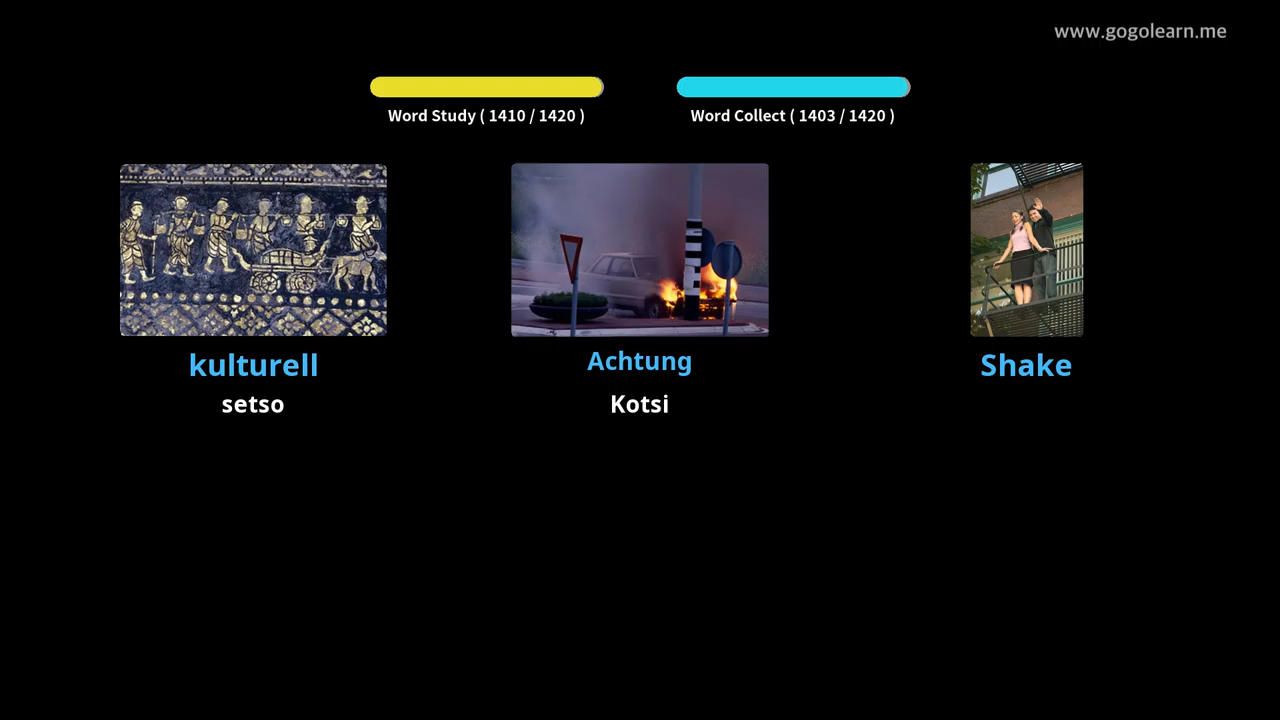 www.gogolearn.me
Word Study ( 1410 / 1420 )
Word Collect ( 1403 / 1420 )
kulturell
setso
Achtung
Kotsi
Shake